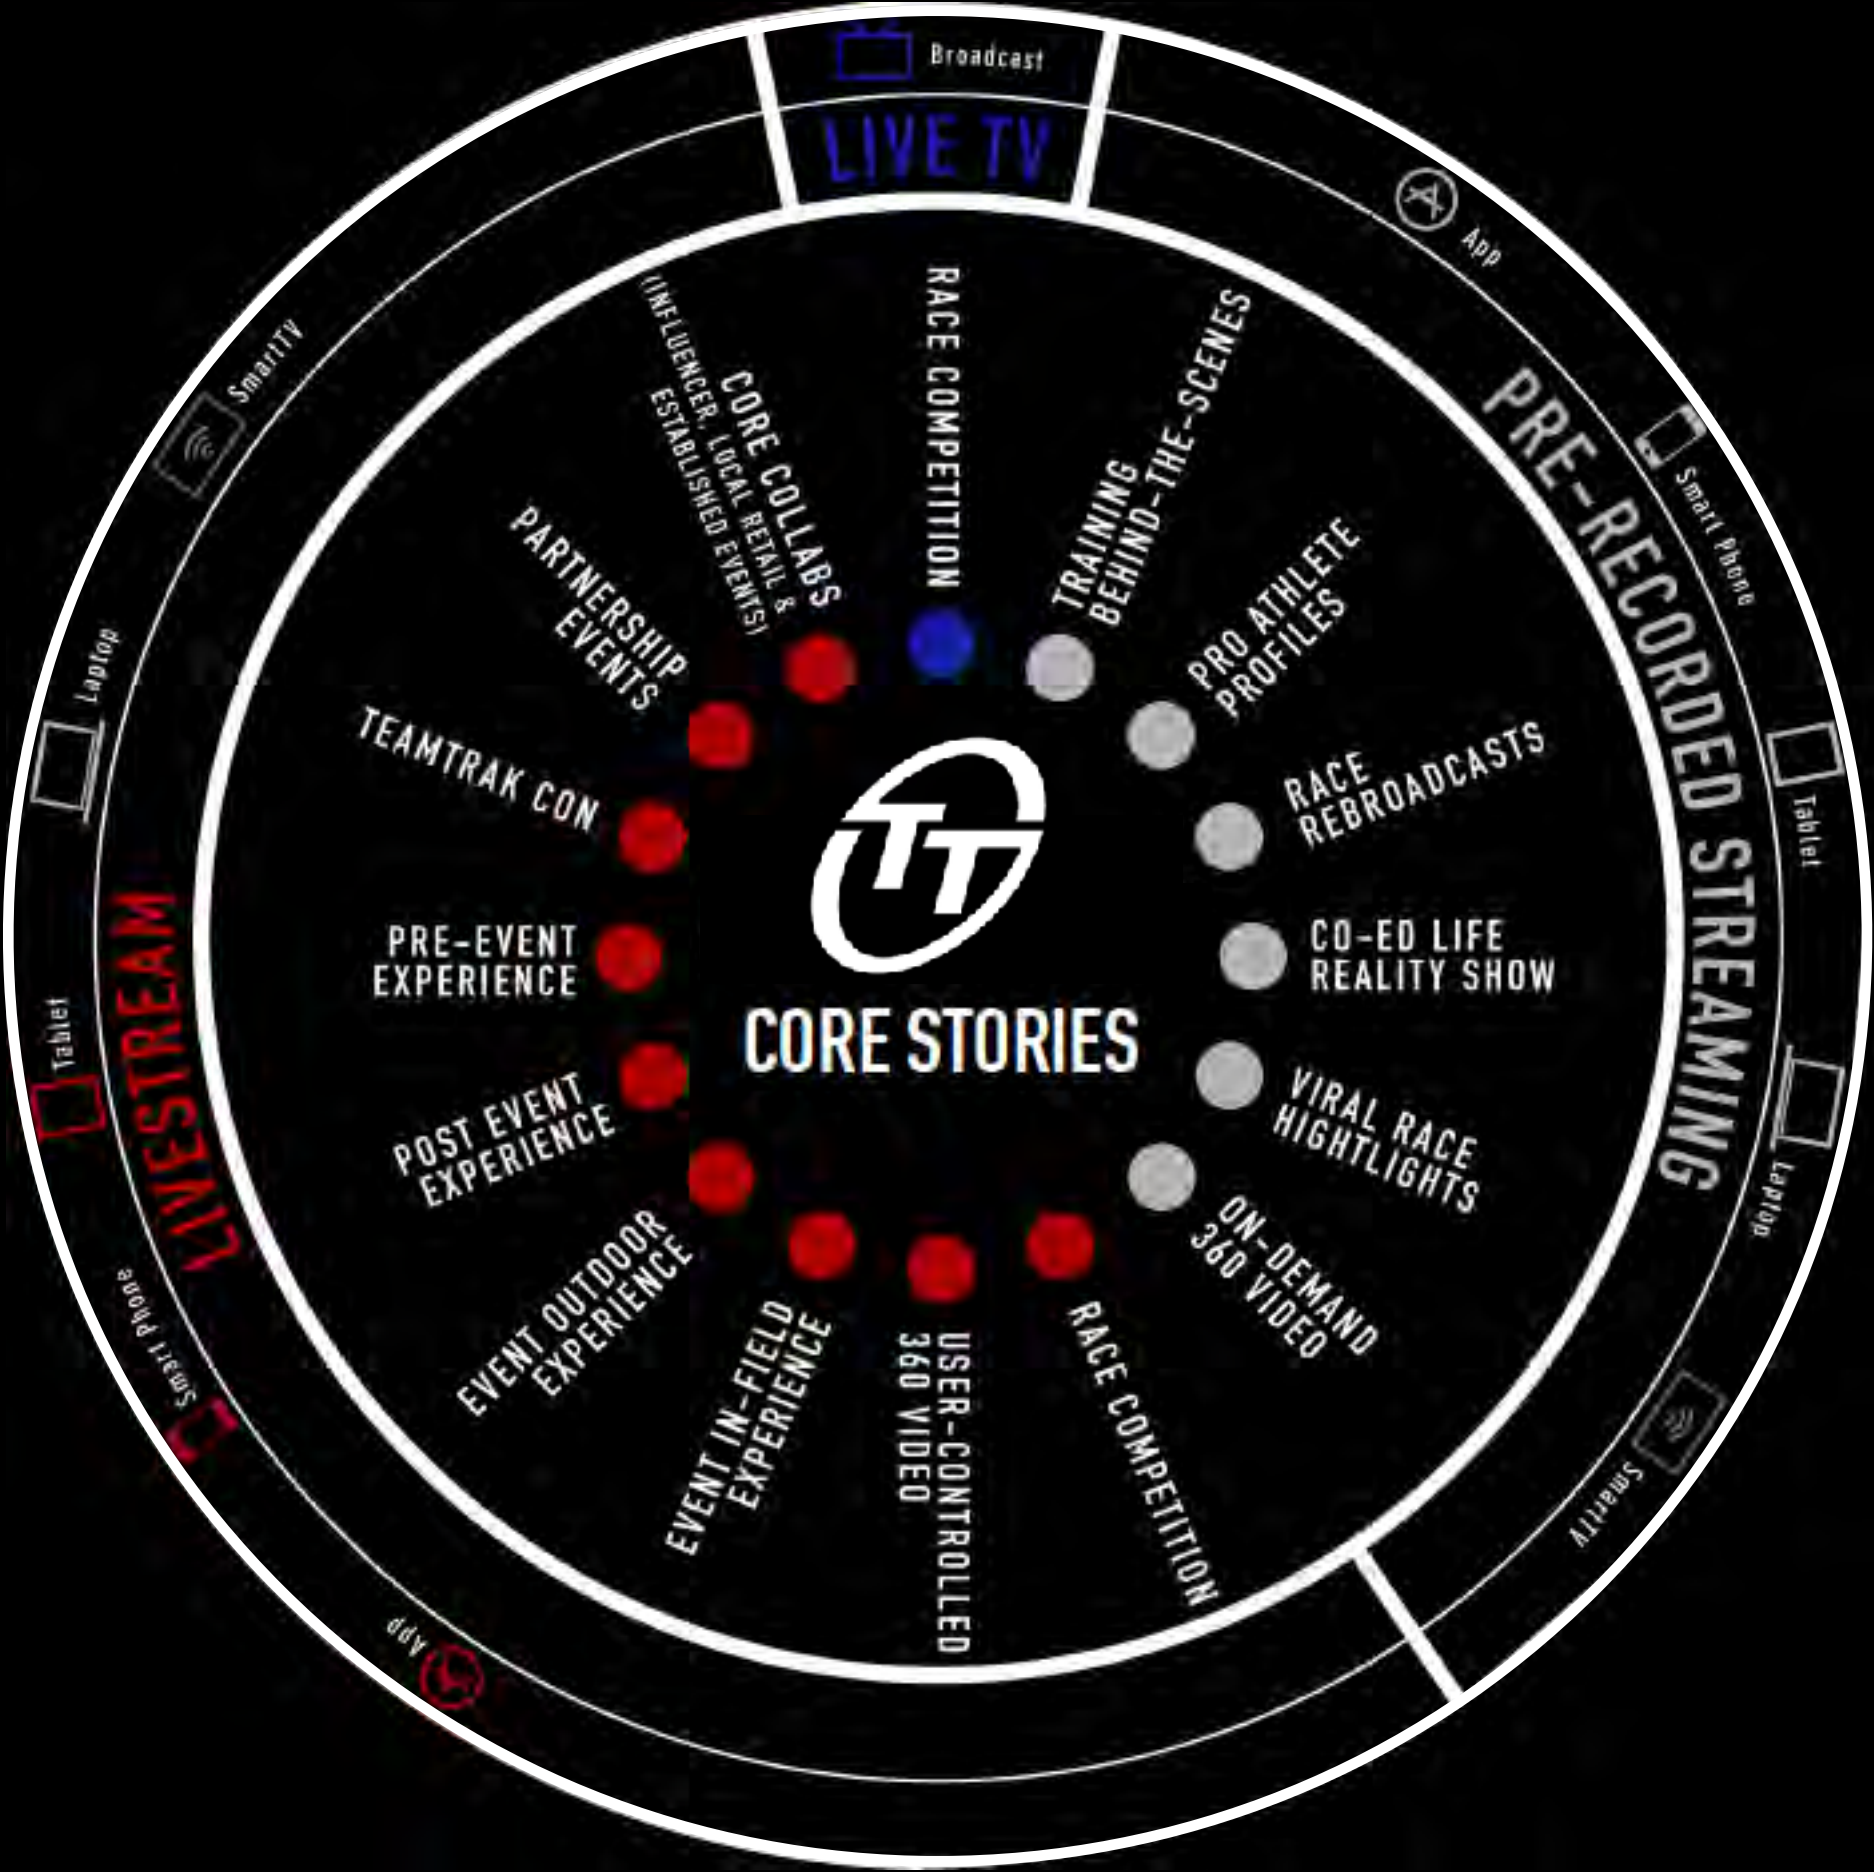 Broadcast
LIVE TV
App
Smart Phone
Tablet
Laptop
SmartTV
PRE-RECORDED STREAMING
SmartTV
Laptop
Tablet
Smart Phone
App
LIVESTREAM
RACE COMPETITION
TRAINING
BEHIND-THE-SCENES
PRO ATHLETE
PROFILES
RACE
REBROADCASTS
CO-ED LIFE
REALITY SHOW
VIRAL RACE
HIGHTLIGHTS
ON-DEMAND
360 VIDEO
RACE COMPETITION
USER-CONTROLLED
360 VIDEO
EVENT IN-FIELD
EXPERIENCE
EVENT OUTDOOR
EXPERIENCE
POST EVENT
EXPERIENCE
PRE-EVENT
EXPERIENCE
TEAMTRAK CON
PARTNERSHIP
EVENTS
CORE COLLABS
(INFLUENCER, LOCAL RETAIL &
ESTABLISHED EVENTS)
TT
CORE STORIES